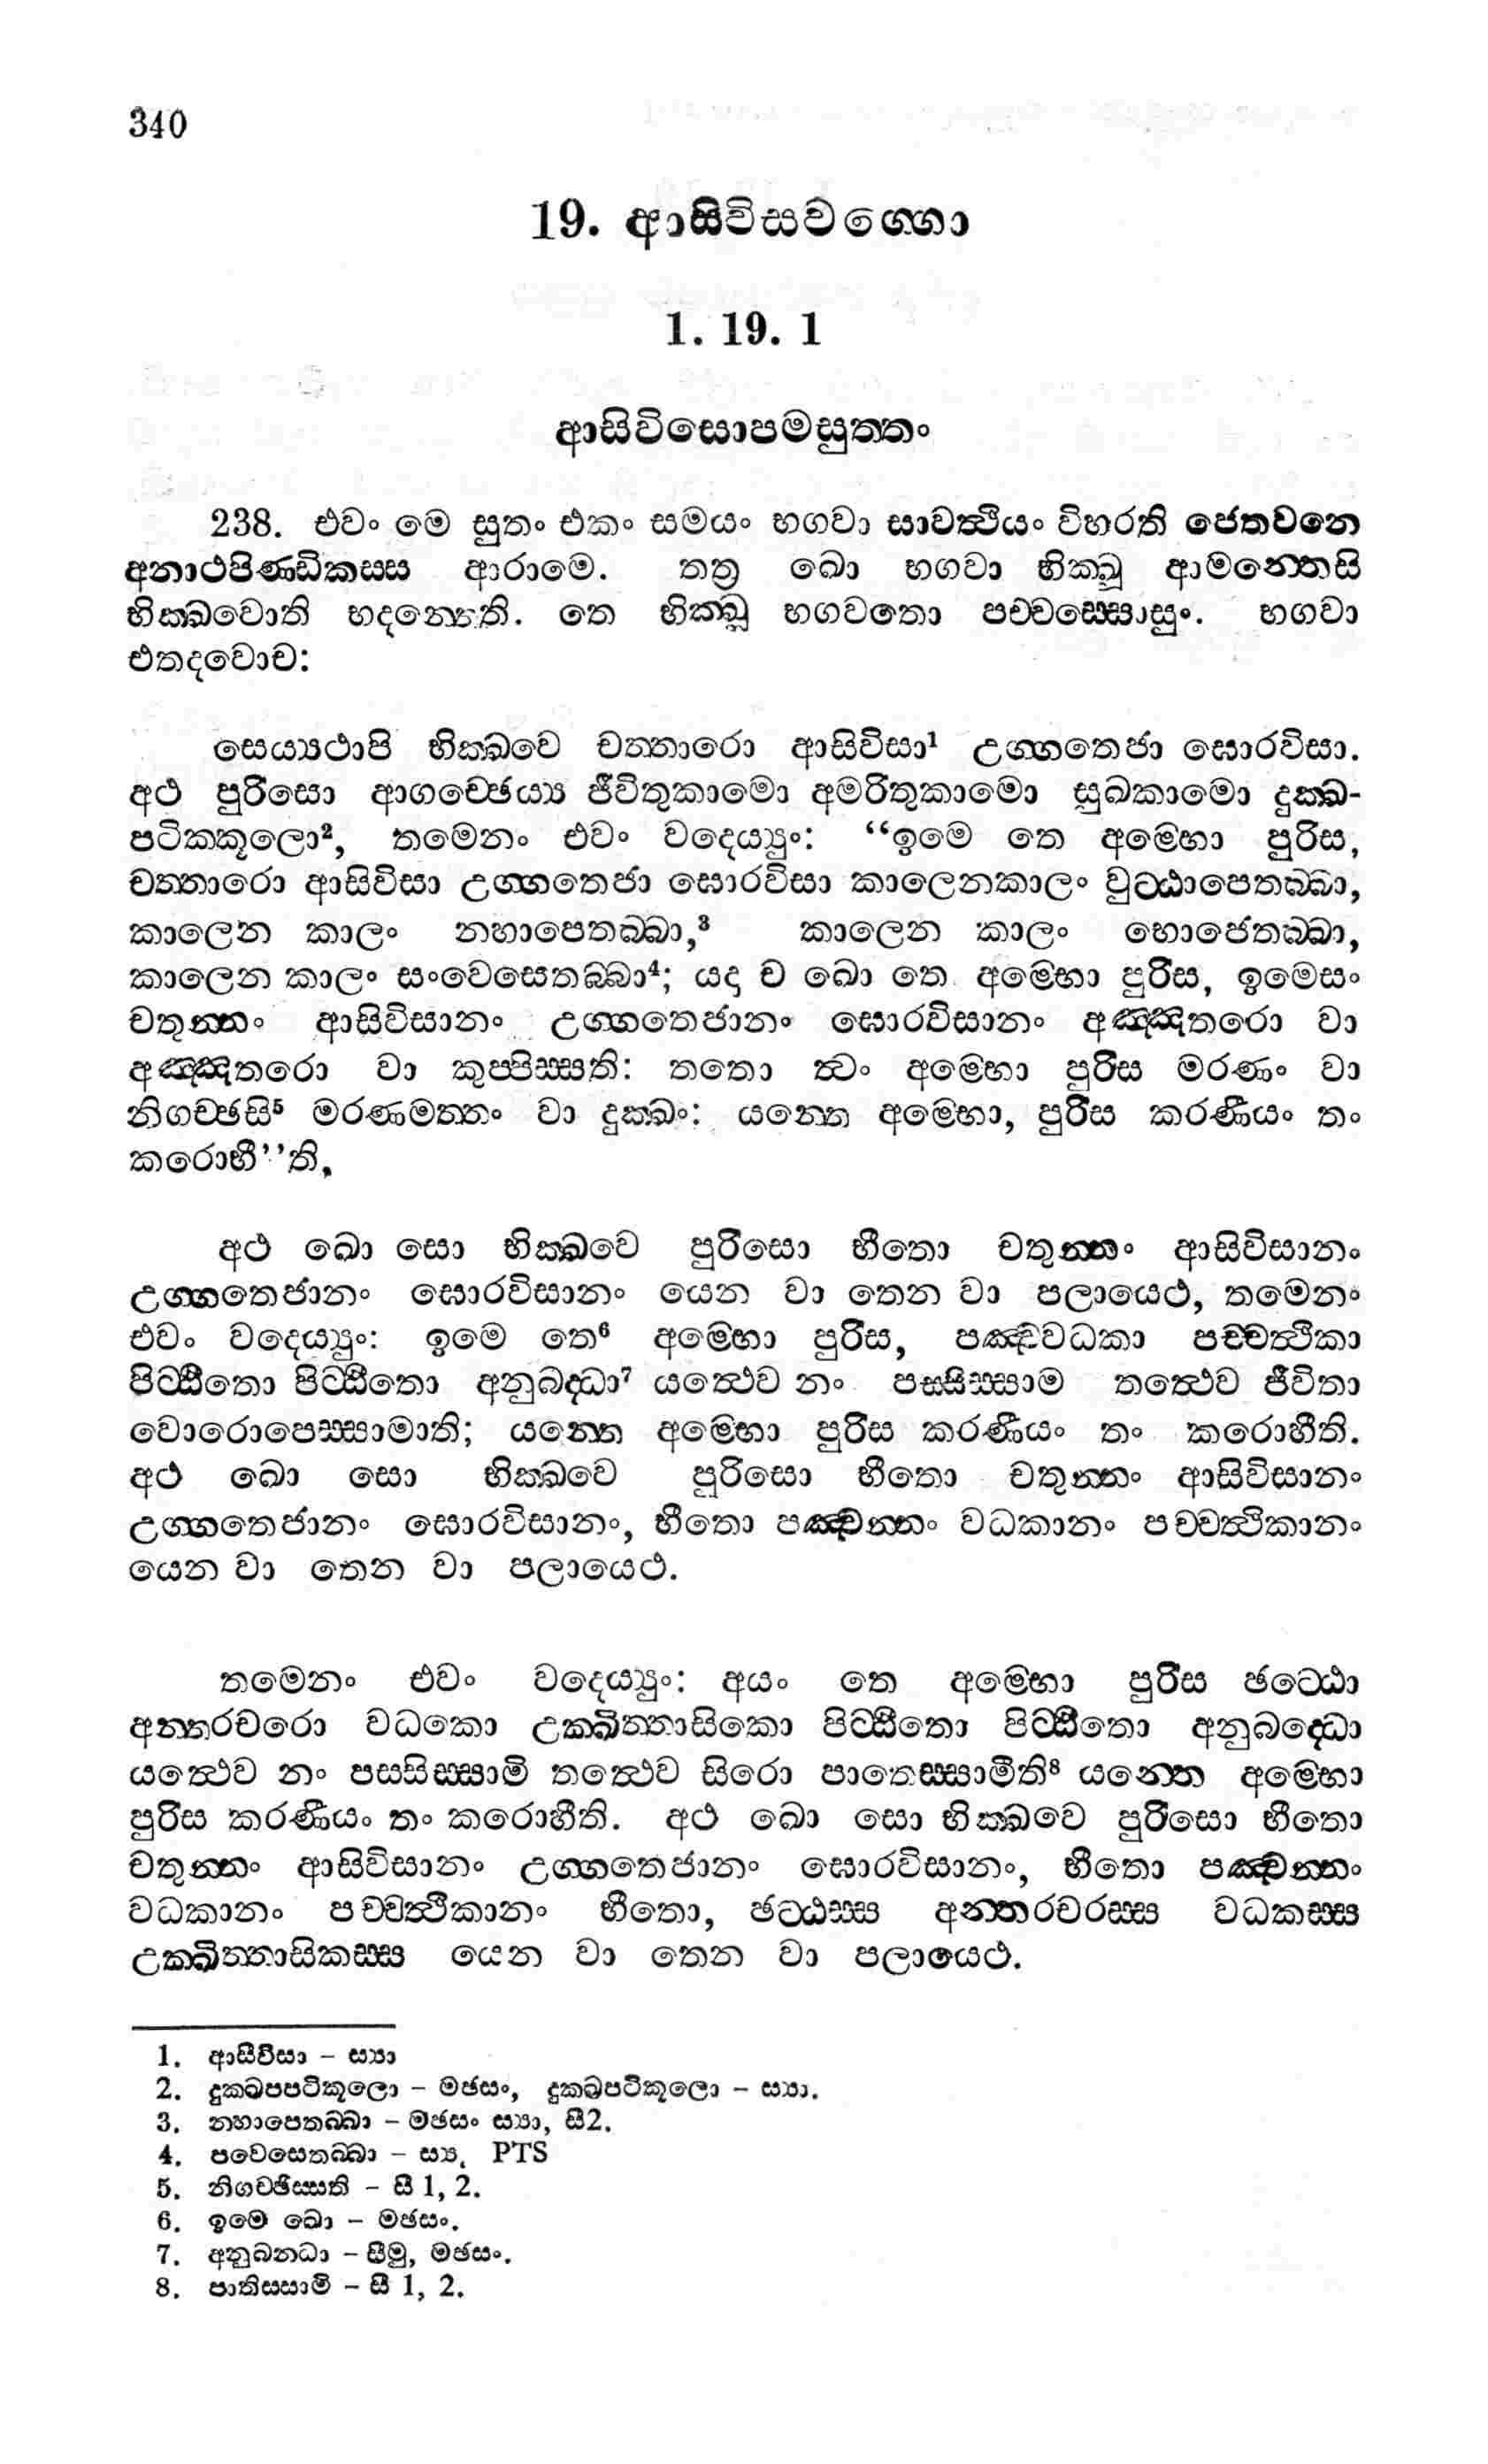 340
19. ආසිවිසවග්ගො
1. 19. 1
ආසිවිසොපමසුත්තං
238. එවං මෙ සුතං එකං සමයං භගවා සාවත්ථියං විහරති ජෙතවනෙ
අනාථපිණ්ඩිකස්ස ආරාමෙ. තත්‍ර ඛො භගවා භික්ඛූ ආමන්තෙසි
භික්ඛවොති භදන්තෙති. තෙ භික්ඛූ භගවතො පච්චස්සොසුං. භගවා
එතදවොච:
සෙය්‍යථාපි භික්ඛවෙ චත්තාරො ආසිවිසා¹ උග්ගතෙජා ඝොරවිසා.
අථ පුරිසො ආගච්ඡෙය්‍ය ජීවිතුකාමො අමරිතුකාමො සුඛකාමො දුක්ඛ-
පටික්කූලො², තමෙනං එවං වදෙය්‍යුං: “ඉමෙ තෙ අම්භො පුරිස,
චත්තාරො ආසිවිසා උග්ගතෙජා ඝොරවිසා කාලෙනකාලං වුට්ඨාපෙතබ්බා,
කාලෙන කාලං නහාපෙතබ්බා,³ කාලෙන කාලං භොජෙතබ්බා,
කාලෙන කාලං සංවෙසෙතබ්බා⁴; යදා ච ඛො තෙ අම්භො පුරිස, ඉමෙසං
චතුන්නං ආසිවිසානං උග්ගතෙජානං ඝොරවිසානං අඤ්ඤතරො වා
අඤ්ඤතරො වා කුප්පිස්සති: තතො ත්‍වං අම්භො පුරිස මරණං වා
නිගච්ඡසි⁵ මරණමත්තං වා දුක්ඛං: යන්තෙ අම්භො, පුරිස කරණීයං තං
කරොහී’’ති,
අථ ඛො සො භික්ඛවෙ පුරිසො භීතො චතුන්නං ආසිවිසානං
උග්ගතෙජානං ඝොරවිසානං යෙන වා තෙන වා පලායෙථ, තමෙනං
එවං වදෙය්‍යුං: ඉමෙ තෙ⁶ අම්භො පුරිස, පඤ්චවධකා පච්චත්ථිකා
පිට්ඨිතො පිට්ඨිතො අනුබද්ධා⁷ යත්ථෙව නං පස්සිස්සාම තත්ථෙව ජීවිතා
වොරොපෙස්සාමාති; යන්තෙ අම්භො පුරිස කරණීයං තං කරොහීති.
අථ ඛො සො භික්ඛවෙ පුරිසො භීතො චතුන්නං ආසිවිසානං
උග්ගතෙජානං ඝොරවිසානං, භීතො පඤ්චන්නං වධකානං පච්චත්ථිකානං
යෙන වා තෙන වා පලායෙථ.
තමෙනං එවං වදෙය්‍යුං: අයං තෙ අම්භො පුරිස ඡට්ඨො
අන්තරචරො වධකො උක්ඛිත්තාසිකො පිට්ඨිතො පිට්ඨිතො අනුබද්ධො
යත්ථෙව නං පස්සිස්සාමි තත්ථෙව සිරො පාතෙස්සාමීති⁸ යන්තෙ අම්භො
පුරිස කරණීයං තං කරොහීති. අථ ඛො සො භික්ඛවෙ පුරිසො භීතො
චතුන්නං ආසිවිසානං උග්ගතෙජානං ඝොරවිසානං, භීතො පඤ්චන්නං
වධකානං පච්චත්ථිකානං භීතො, ඡට්ඨස්ස අන්තරචරස්ස වධකස්ස
උක්ඛිත්තාසිකස්ස යෙන වා තෙන වා පලායෙථ.
1. ආසීවිසා – ස්‍යා
2. දුක්ඛප්පටිකූලො – මඡසං, දුක්ඛපටිකූලො – ස්‍යා.
3. නහාපෙතබ්බා – මඡසං ස්‍යා, සී2.
4. පවෙසෙතබ්බා – ස්‍ය, PTS
5. නිගච්ඡිස්සති – සී 1, 2.
6. ඉමෙ ඛො – මඡසං.
7. අනුබන්ධා – සීමු, මඡසං.
8. පාතිස්සාමි – සී 1, 2.